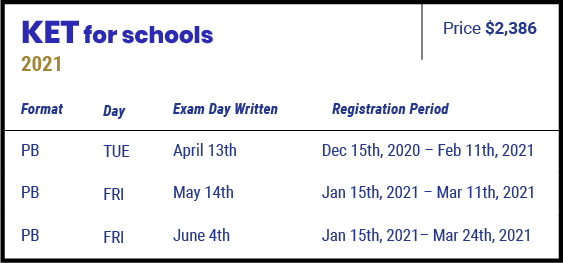 KET for schools Price $2,386
2021
Format Day Exam Day Written Registration Period
PB TUE April 13th Dec 15th, 2020 – Feb 11th, 2021
PB FRI May 14th Jan 15th, 2021 – Mar 11th, 2021
PB FRI June 4th Jan 15th, 2021– Mar 24th, 2021